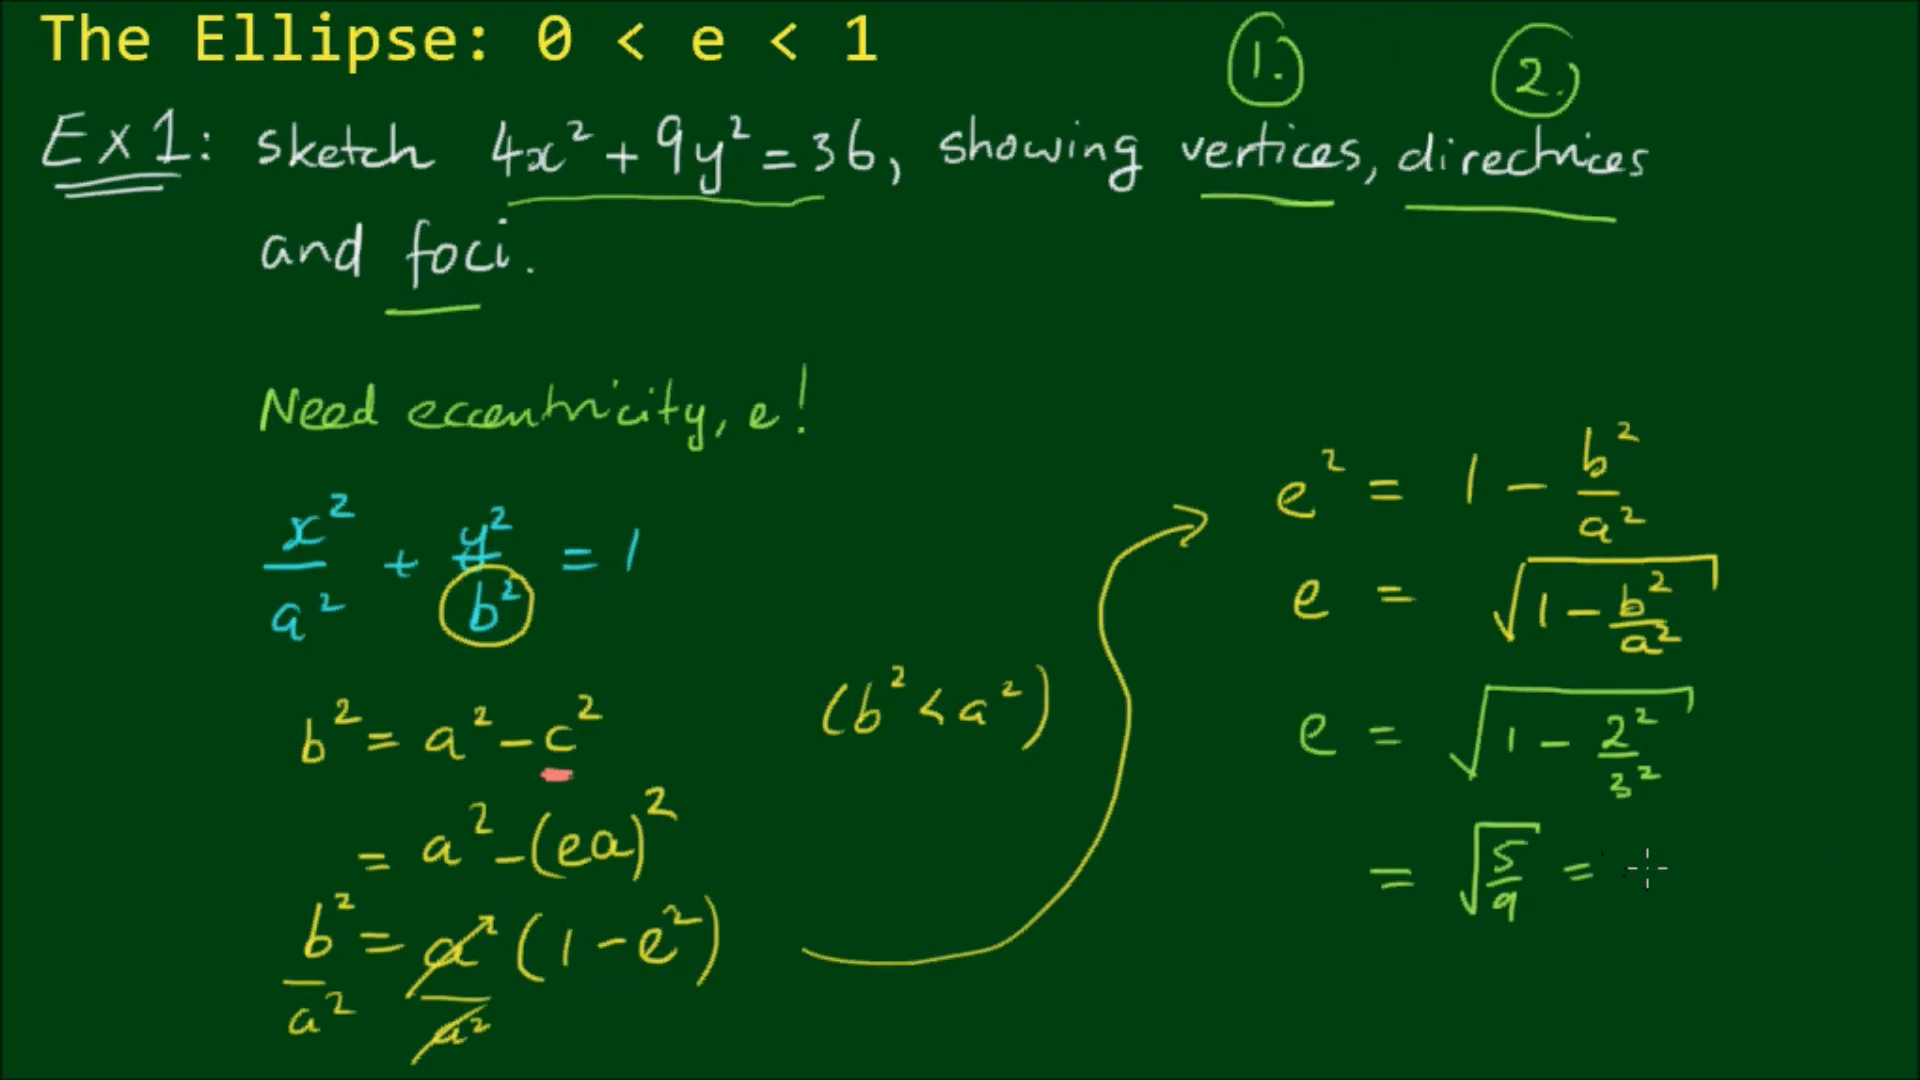 The Ellipse: 0 < e < 1
1.
2.
Ex1: sketch 4x² + 9y² = 36, showing vertices, directrices
and foci.
Need eccentricity, e!
x²/a² + y²/b² = 1
b² = a² - c²
(b² < a²)
= a² - (ea)²
b²/a² = a²/a² (1 - e²)
e² = 1 - b²/a²
e = √(1 - b²/a²)
e = √(1 - 2²/3²)
= √(5/9) =